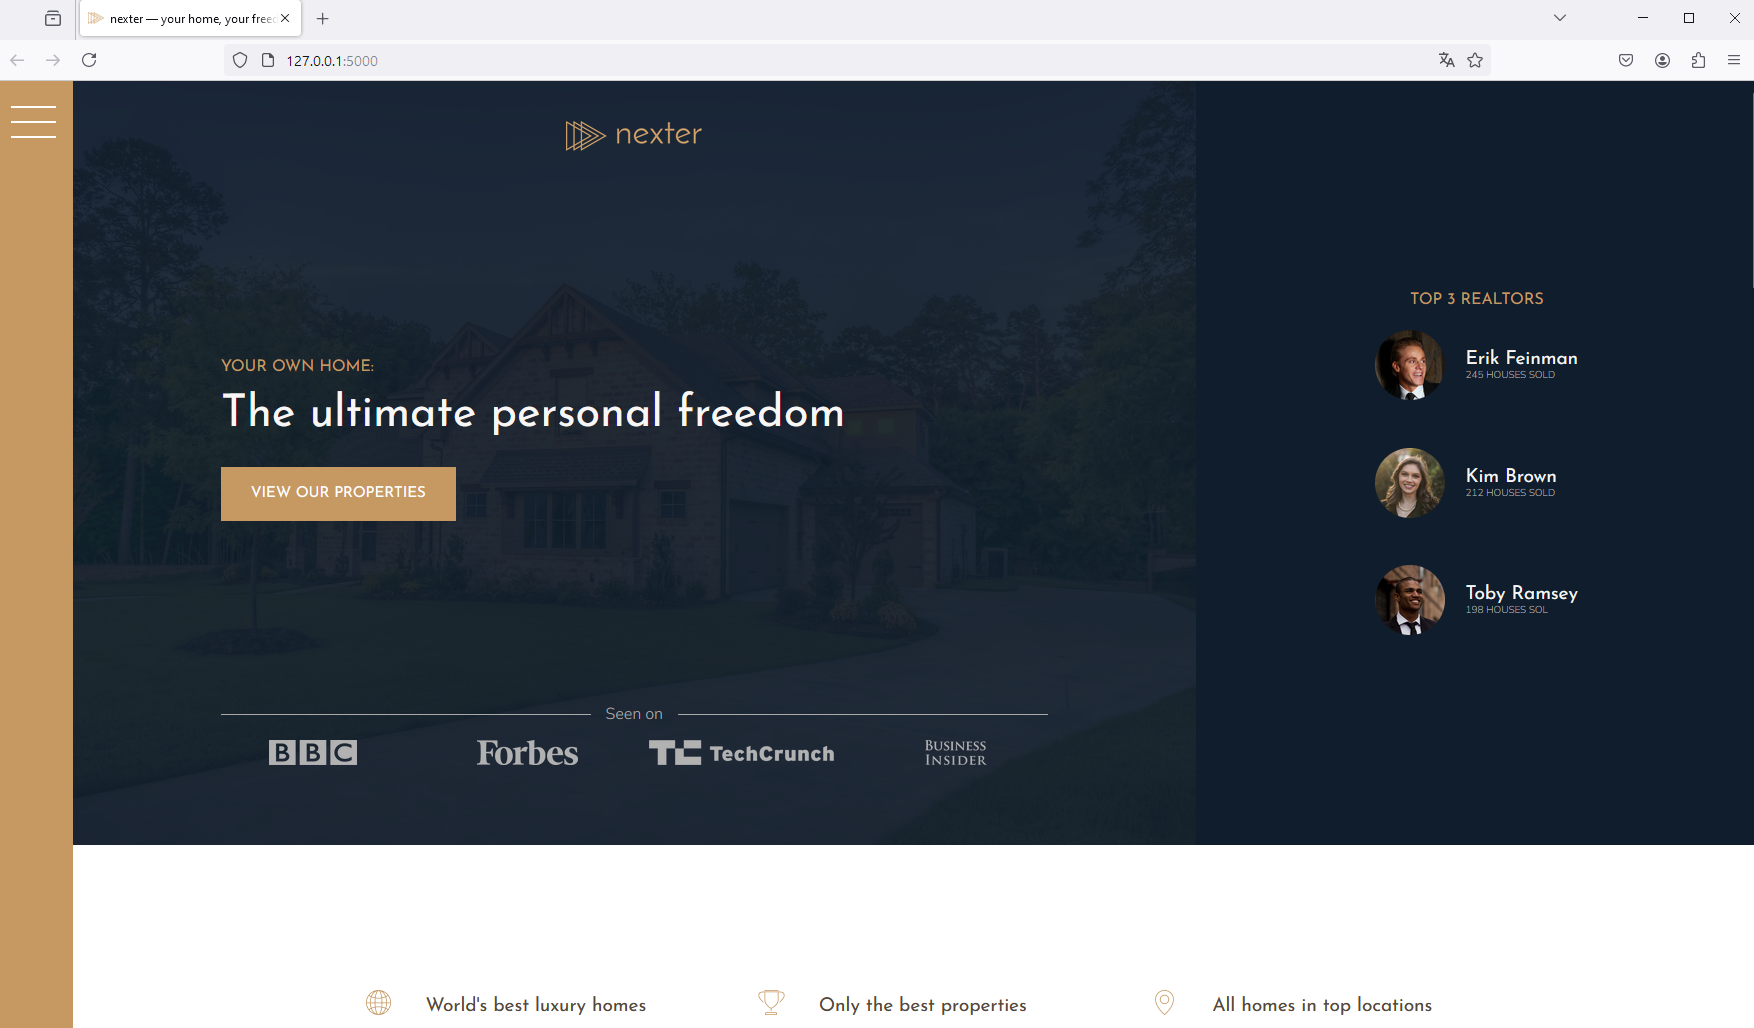 nexter — your home, your free
127.0.0.1:5000
nexter
YOUR OWN HOME:
The ultimate personal freedom
VIEW OUR PROPERTIES
Seen on
BBC
Forbes
TC TechCrunch
BUSINESS
INSIDER
TOP 3 REALTORS
Erik Feinman
245 HOUSES SOLD
Kim Brown
212 HOUSES SOLD
Toby Ramsey
198 HOUSES SOL
World's best luxury homes
Only the best properties
All homes in top locations